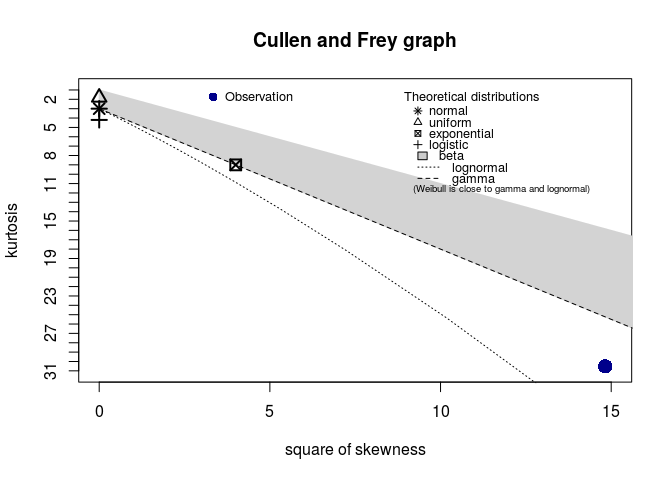 Cullen and Frey graph
Observation
Theoretical distributions
normal
uniform
exponential
logistic
beta
lognormal
gamma
(Weibull is close to gamma and lognormal)
kurtosis
2
5
8
11
15
19
23
27
31
0 5 10 15
square of skewness